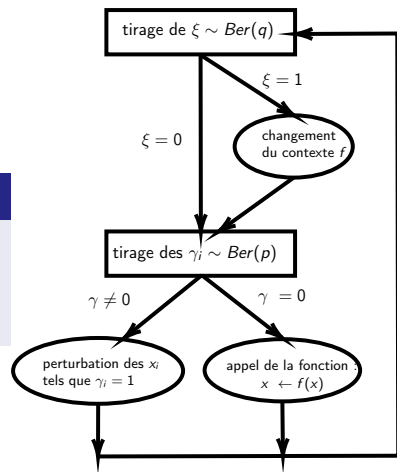 tirage de ξ ∼ Ber(q)
ξ = 1
ξ = 0
changement
du contexte f
tirage des γᵢ ∼ Ber(p)
γ ≠ 0
γ = 0
perturbation des xᵢ
tels que γᵢ = 1
appel de la fonction :
x ← f(x)